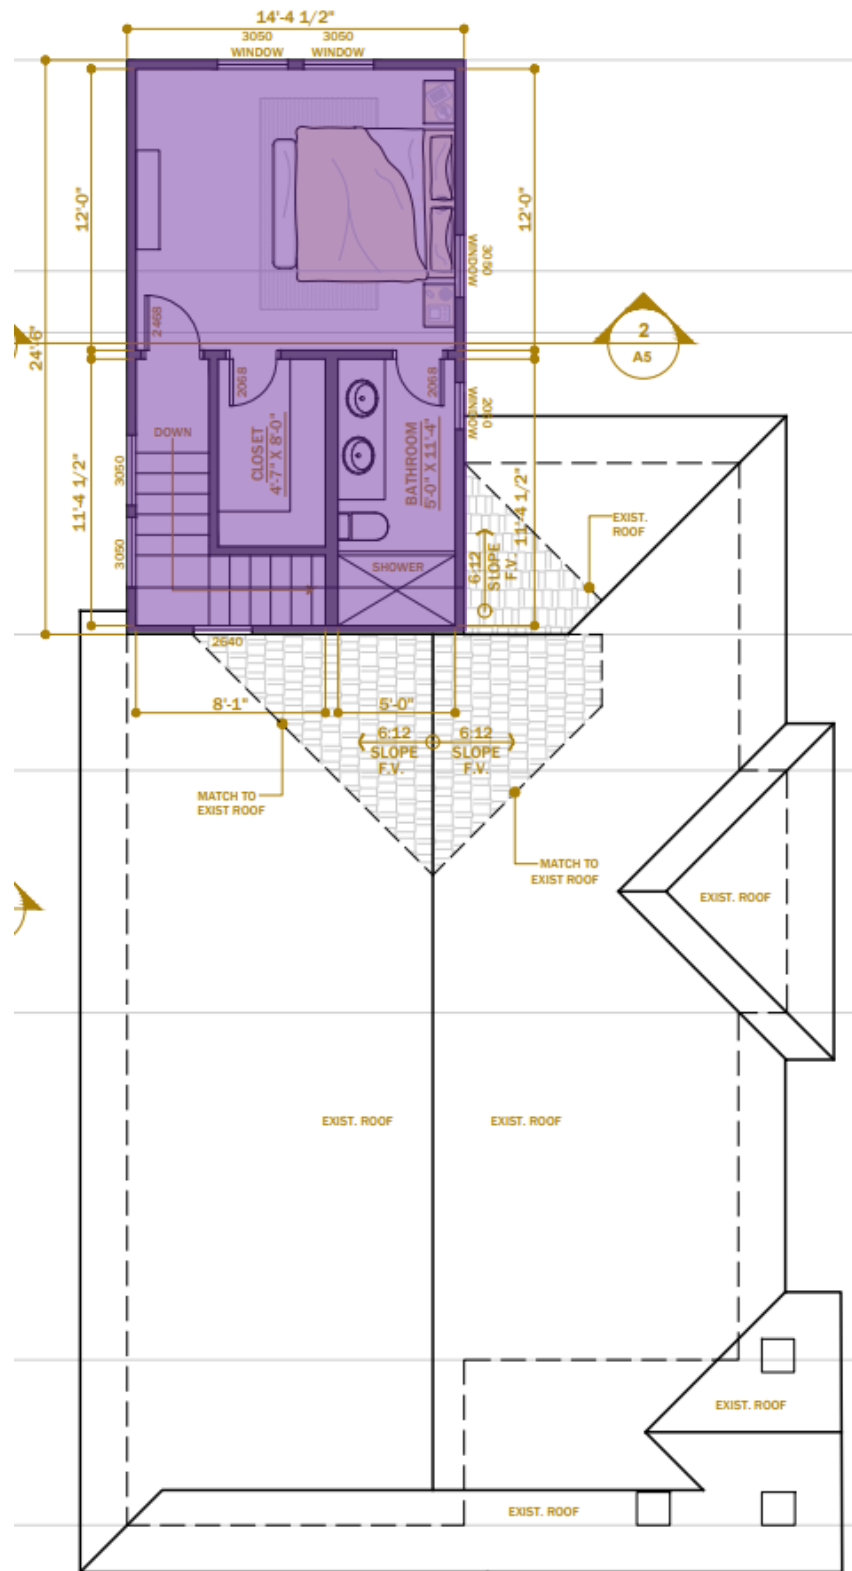 14'-4 1/2"
3050
WINDOW
3050
WINDOW
12'-0"
12'-0"
3050
WINDOW
2468
24'-6"
2
A5
2068
2068
2050
WINDOW
DOWN
CLOSET
4'-7" X 8'-0"
BATHROOM
5'-0" X 11'-4"
3050
11'-4 1/2"
11'-4 1/2"
EXIST.
ROOF
3050
SHOWER
6:12
SLOPE
F.V.
2640
8'-1"
5'-0"
6:12
SLOPE
F.V.
6:12
SLOPE
F.V.
MATCH TO
EXIST ROOF
MATCH TO
EXIST ROOF
EXIST. ROOF
EXIST. ROOF
EXIST. ROOF
EXIST. ROOF
EXIST. ROOF